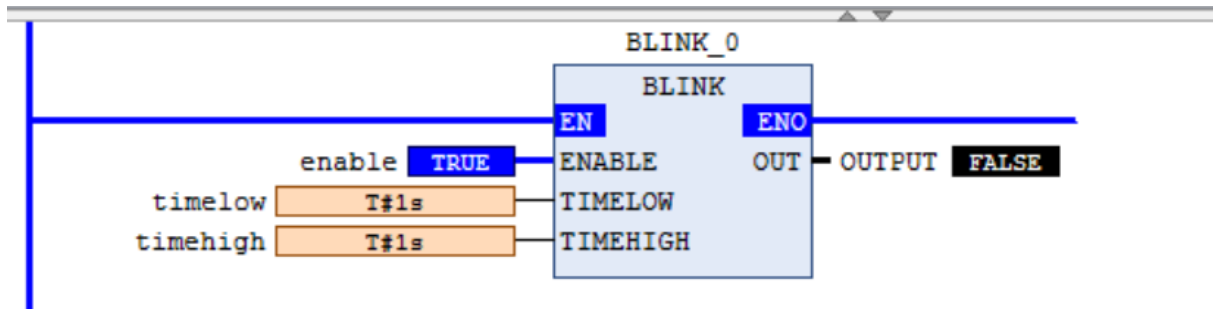 BLINK_0
BLINK
EN ENO
enable TRUE ENABLE OUT OUTPUT FALSE
timelow T#1s TIMELOW
timehigh T#1s TIMEHIGH